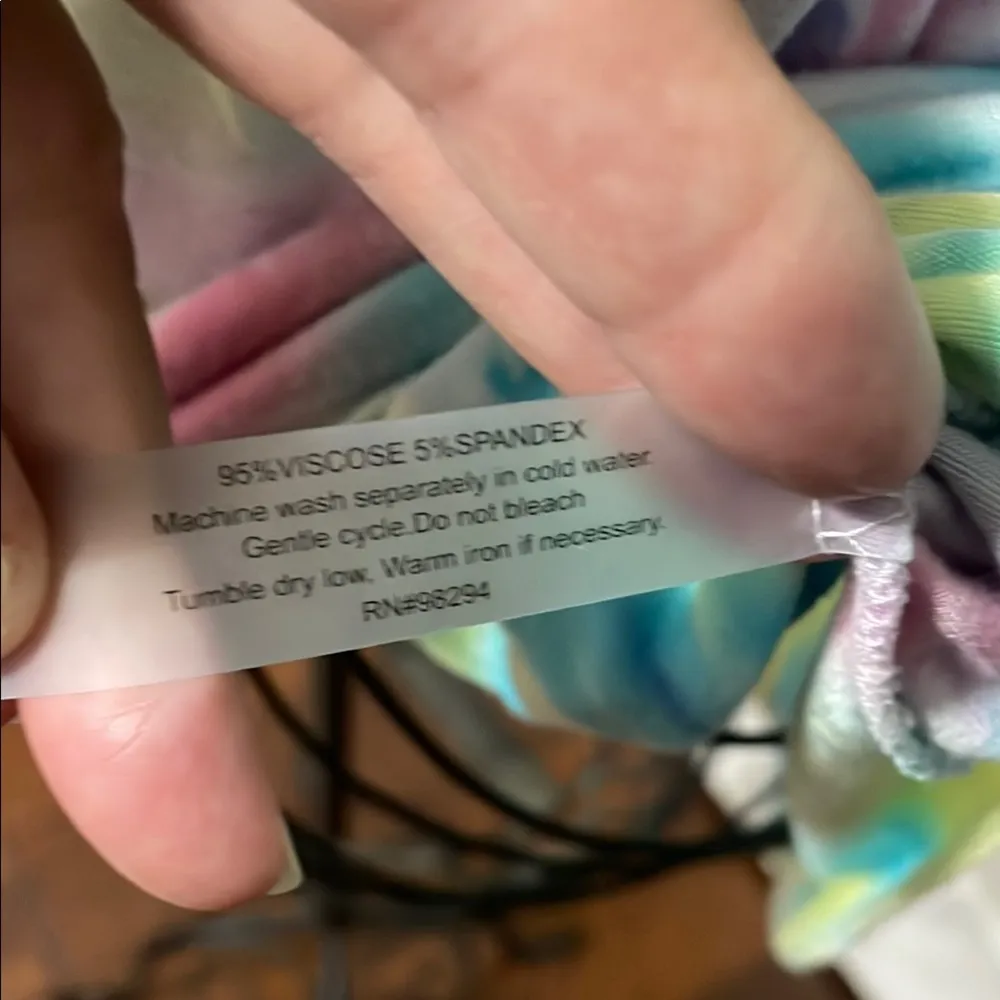 95%VISCOSE 5%SPANDEX
Machine wash separately in cold water.
Gentle cycle.Do not bleach
Tumble dry low, Warm iron if necessary.
RN#98294